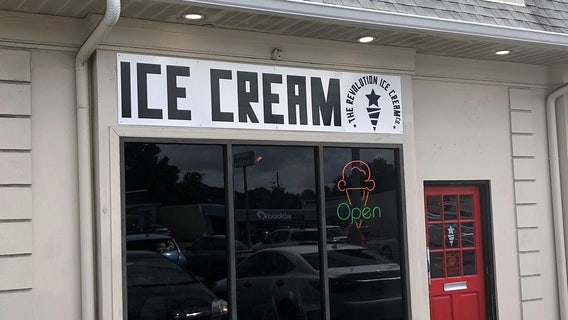 ICE CREAM
THE REVOLUTION ICE CREAM CO.
Open